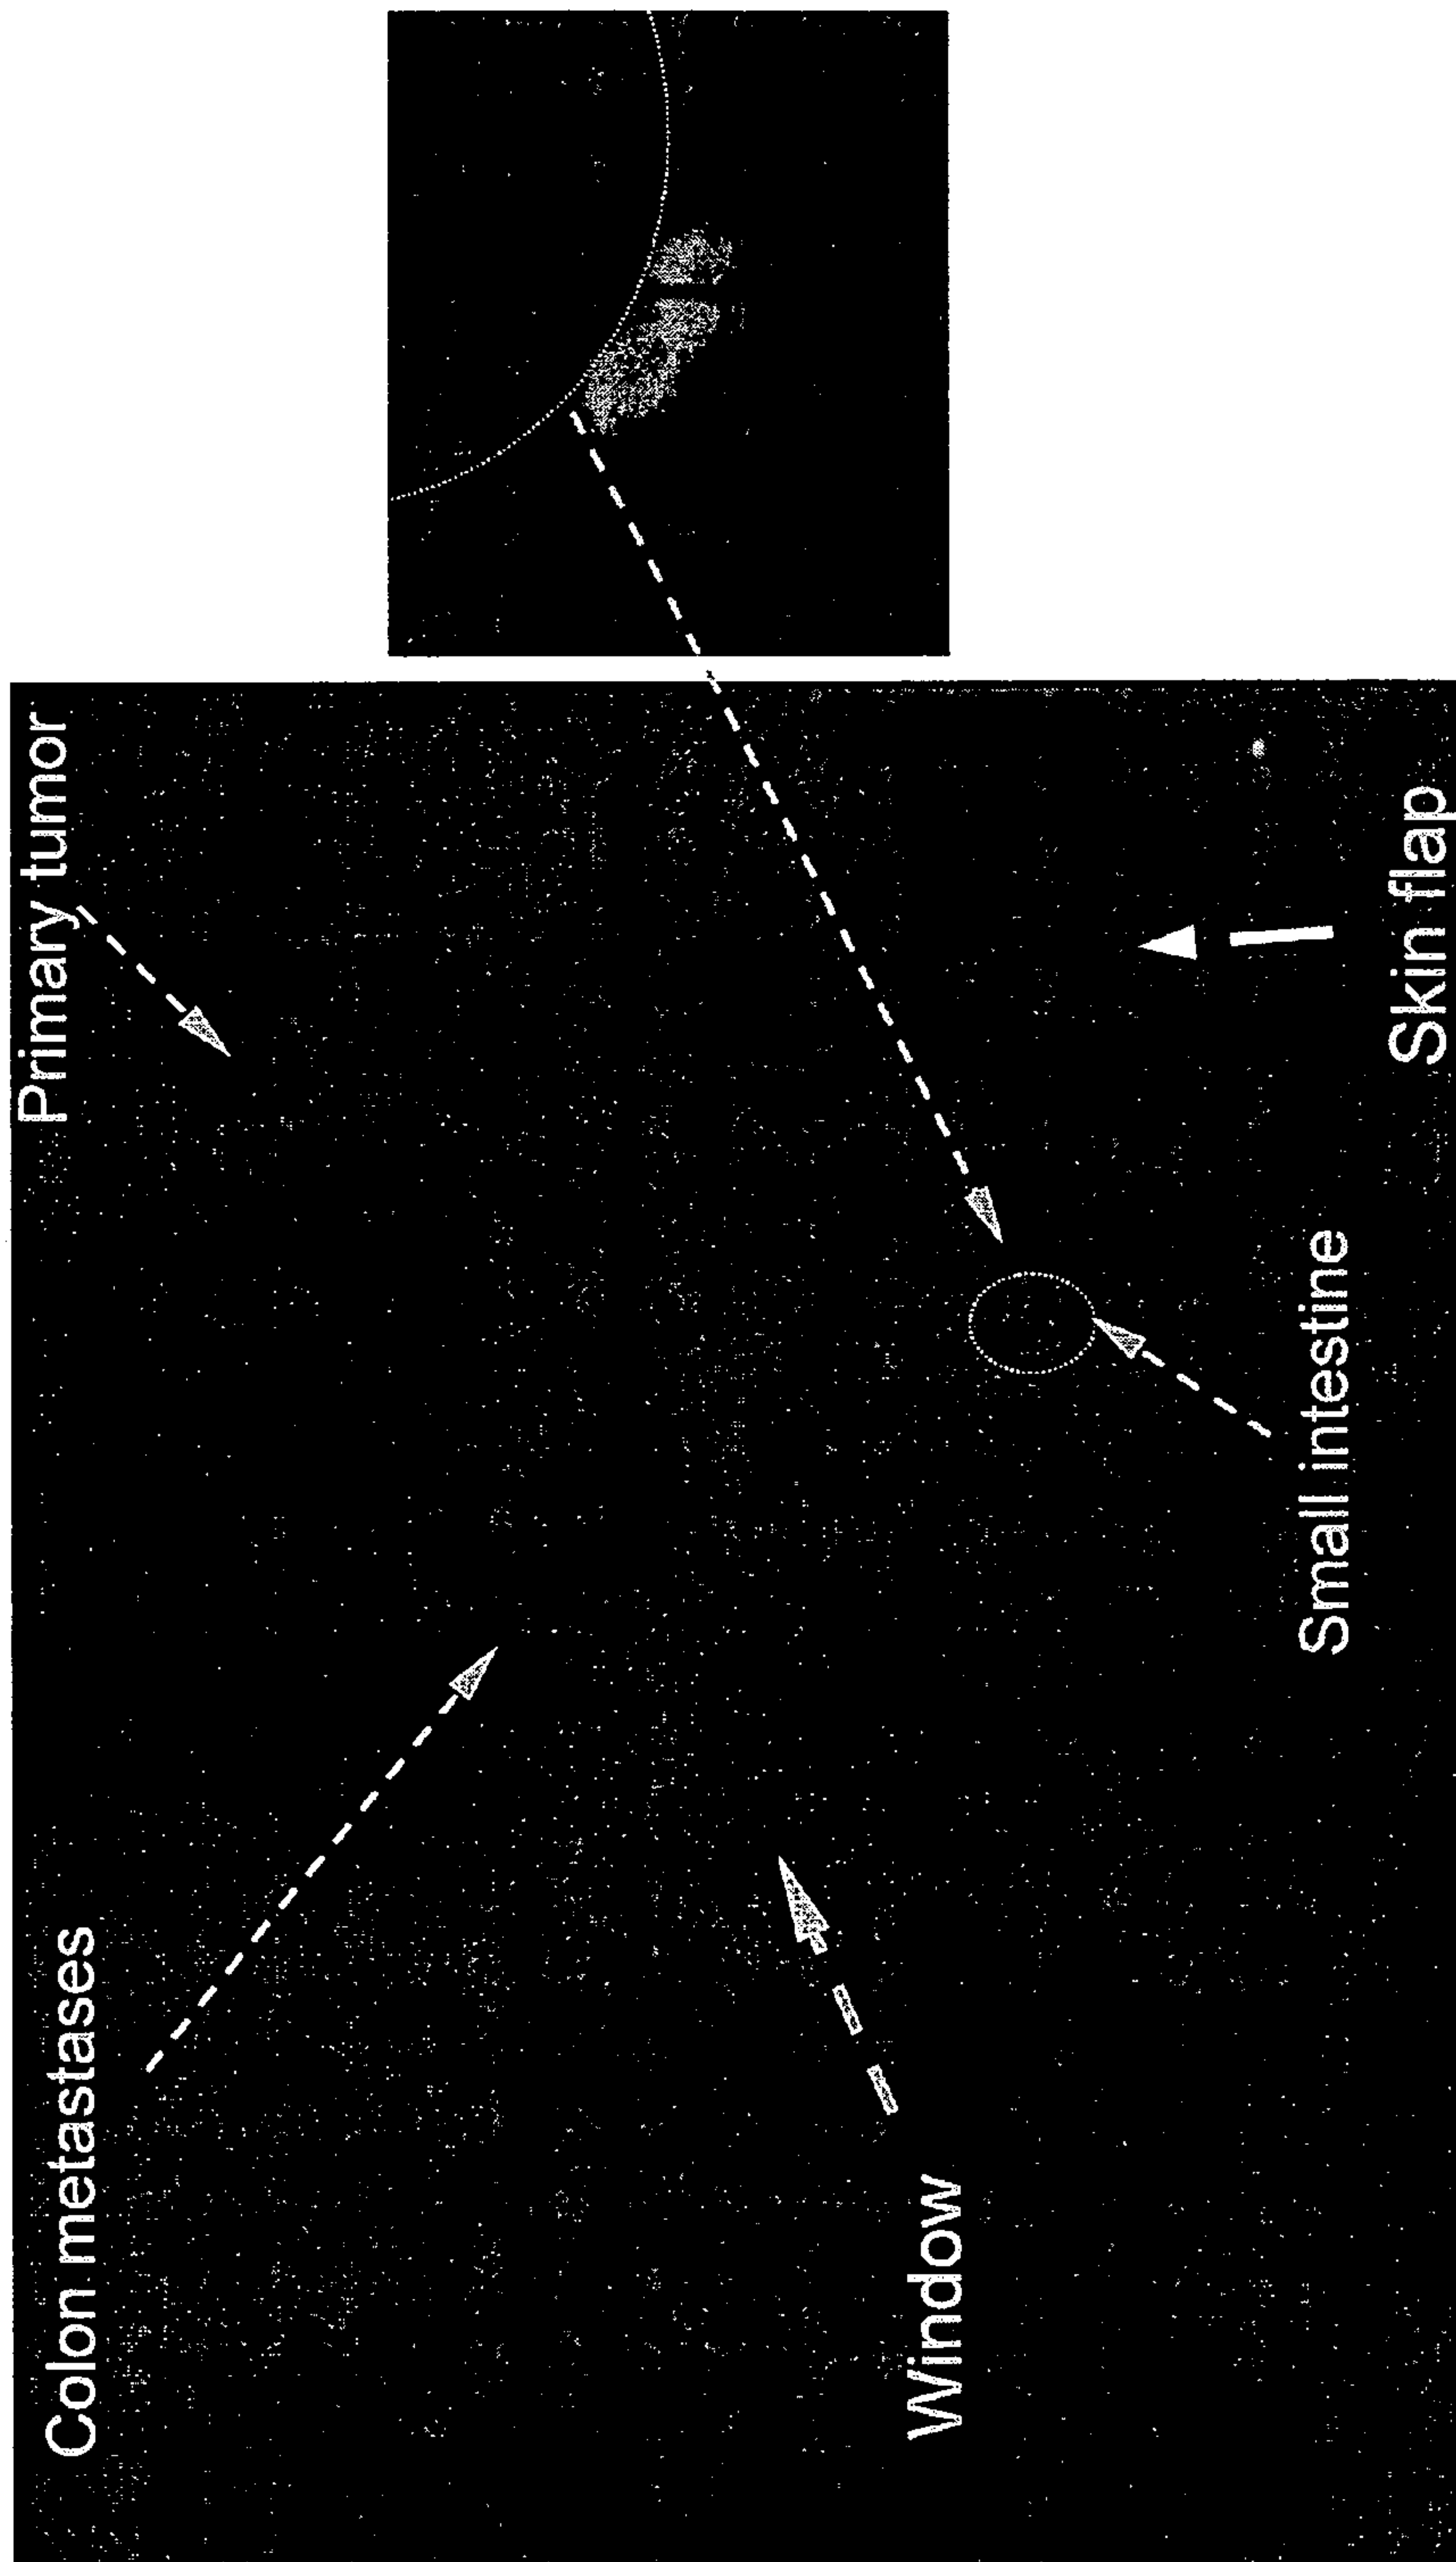 Colon metastases
Primary tumor
Window
Small intestine
Skin flap